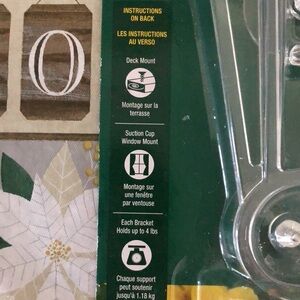 O
INSTRUCTIONS
ON BACK
LES INSTRUCTIONS
AU VERSO
Deck Mount
Montage sur la
terrasse
Suction Cup
Window Mount
Montage sur
une fenêtre
par ventouse
Each Bracket
Holds up to 4 lbs
Chaque support
peut soutenir
jusqu'à 1.18 kg